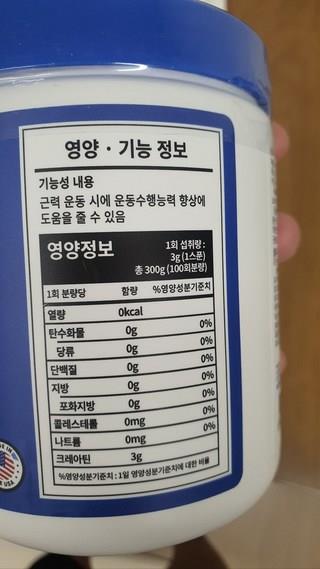 영양 · 기능 정보
기능성 내용
근력 운동 시에 운동수행능력 향상에
도움을 줄 수 있음
영양정보
1회 섭취량 :
3g (1스푼)
총 300g (100회분량)
1회 분량당 함량 %영양성분기준치
열량 0kcal
탄수화물 0g 0%
당류 0g 0%
단백질 0g 0%
지방 0g 0%
포화지방 0g 0%
콜레스테롤 0mg 0%
나트륨 0mg 0%
크레아틴 3g
%영양성분기준치 : 1일 영양성분기준치에 대한 비율
USA